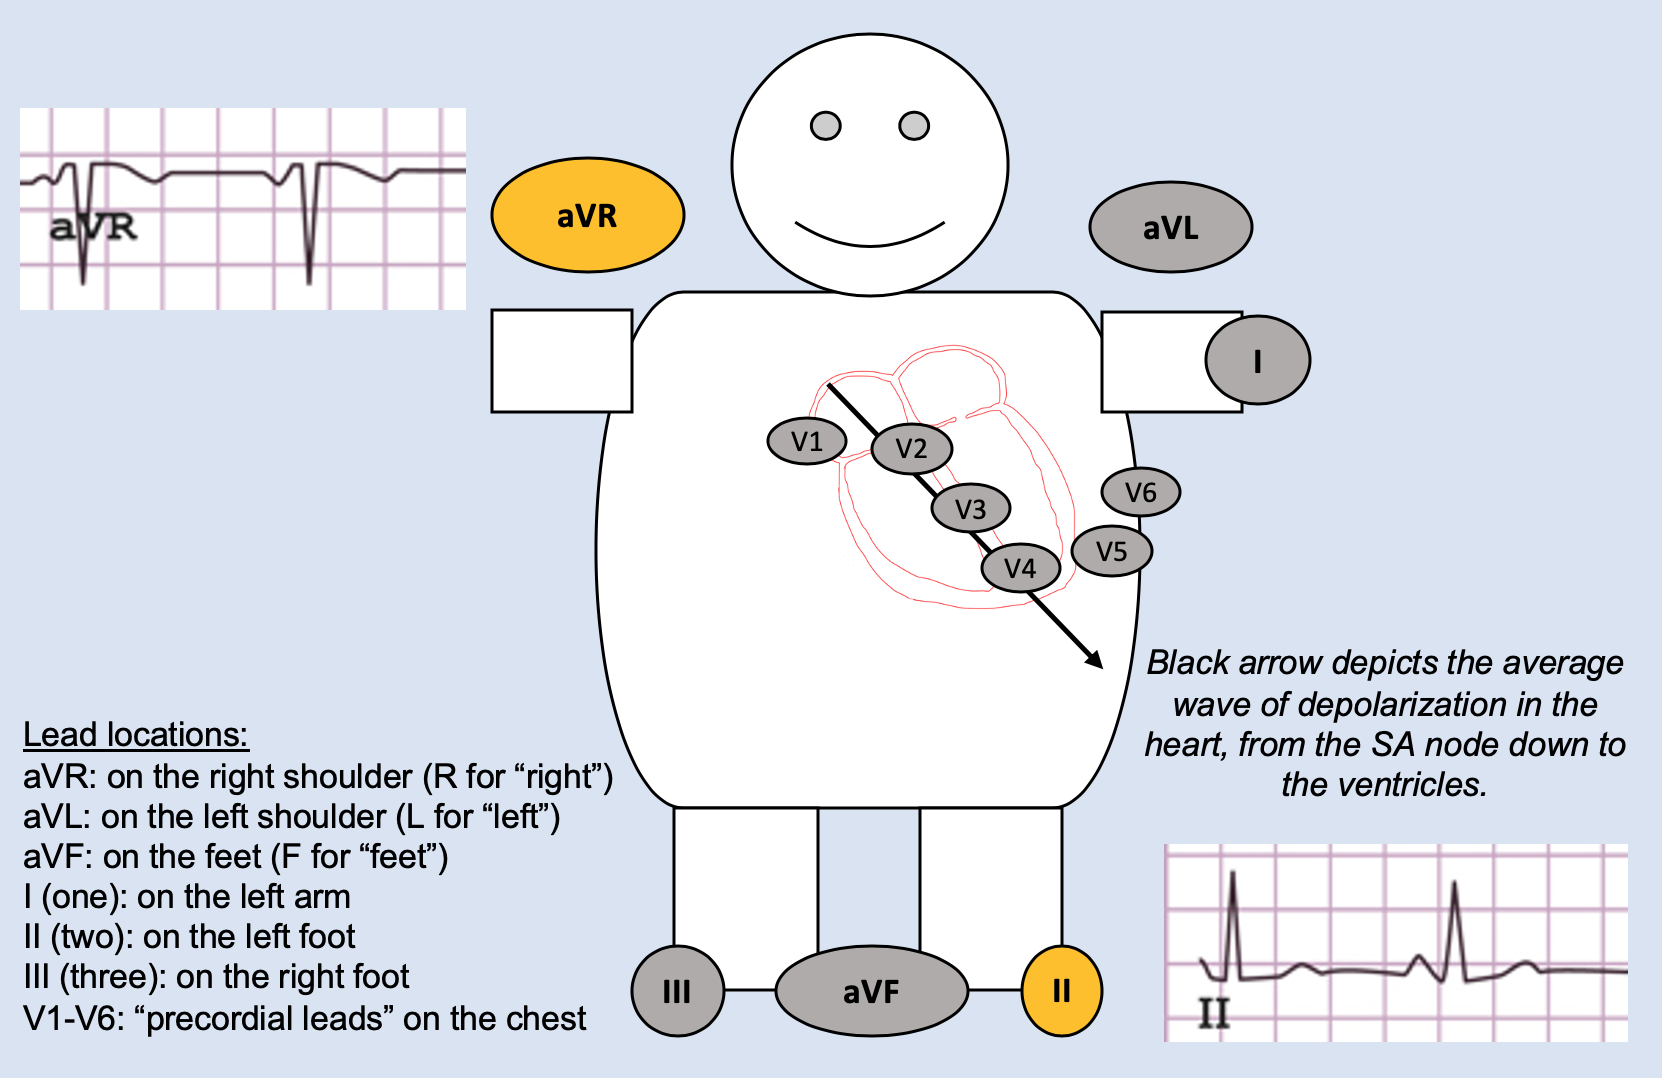 aVR
aVR
aVL
I
V1
V2
V3
V4
V5
V6
Black arrow depicts the average
wave of depolarization in the
heart, from the SA node down to
the ventricles.
Lead locations:
aVR: on the right shoulder (R for “right”)
aVL: on the left shoulder (L for “left”)
aVF: on the feet (F for “feet”)
I (one): on the left arm
II (two): on the left foot
III (three): on the right foot
V1-V6: “precordial leads” on the chest
III
aVF
II
II